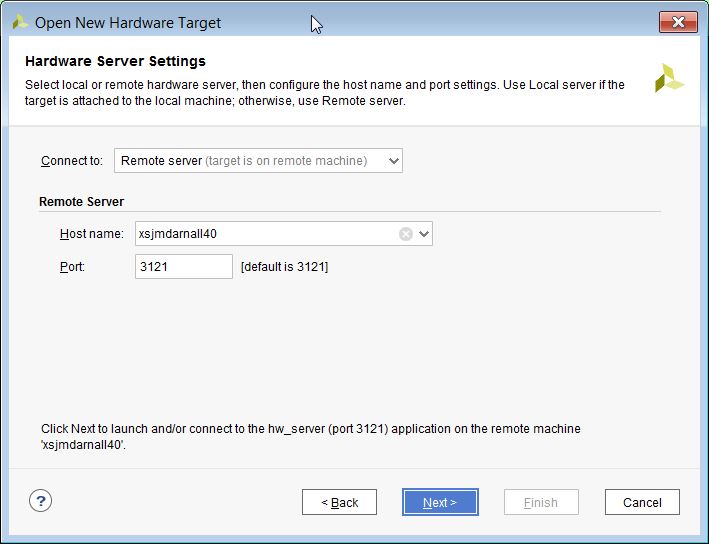 Open New Hardware Target
Hardware Server Settings
Select local or remote hardware server, then configure the host name and port settings. Use Local server if the
target is attached to the local machine; otherwise, use Remote server.
Connect to: Remote server (target is on remote machine)
Remote Server
Host name: xsjmdarnall40
Port: 3121 [default is 3121]
Click Next to launch and/or connect to the hw_server (port 3121) application on the remote machine
'xsjmdarnall40'.
? < Back Next > Finish Cancel